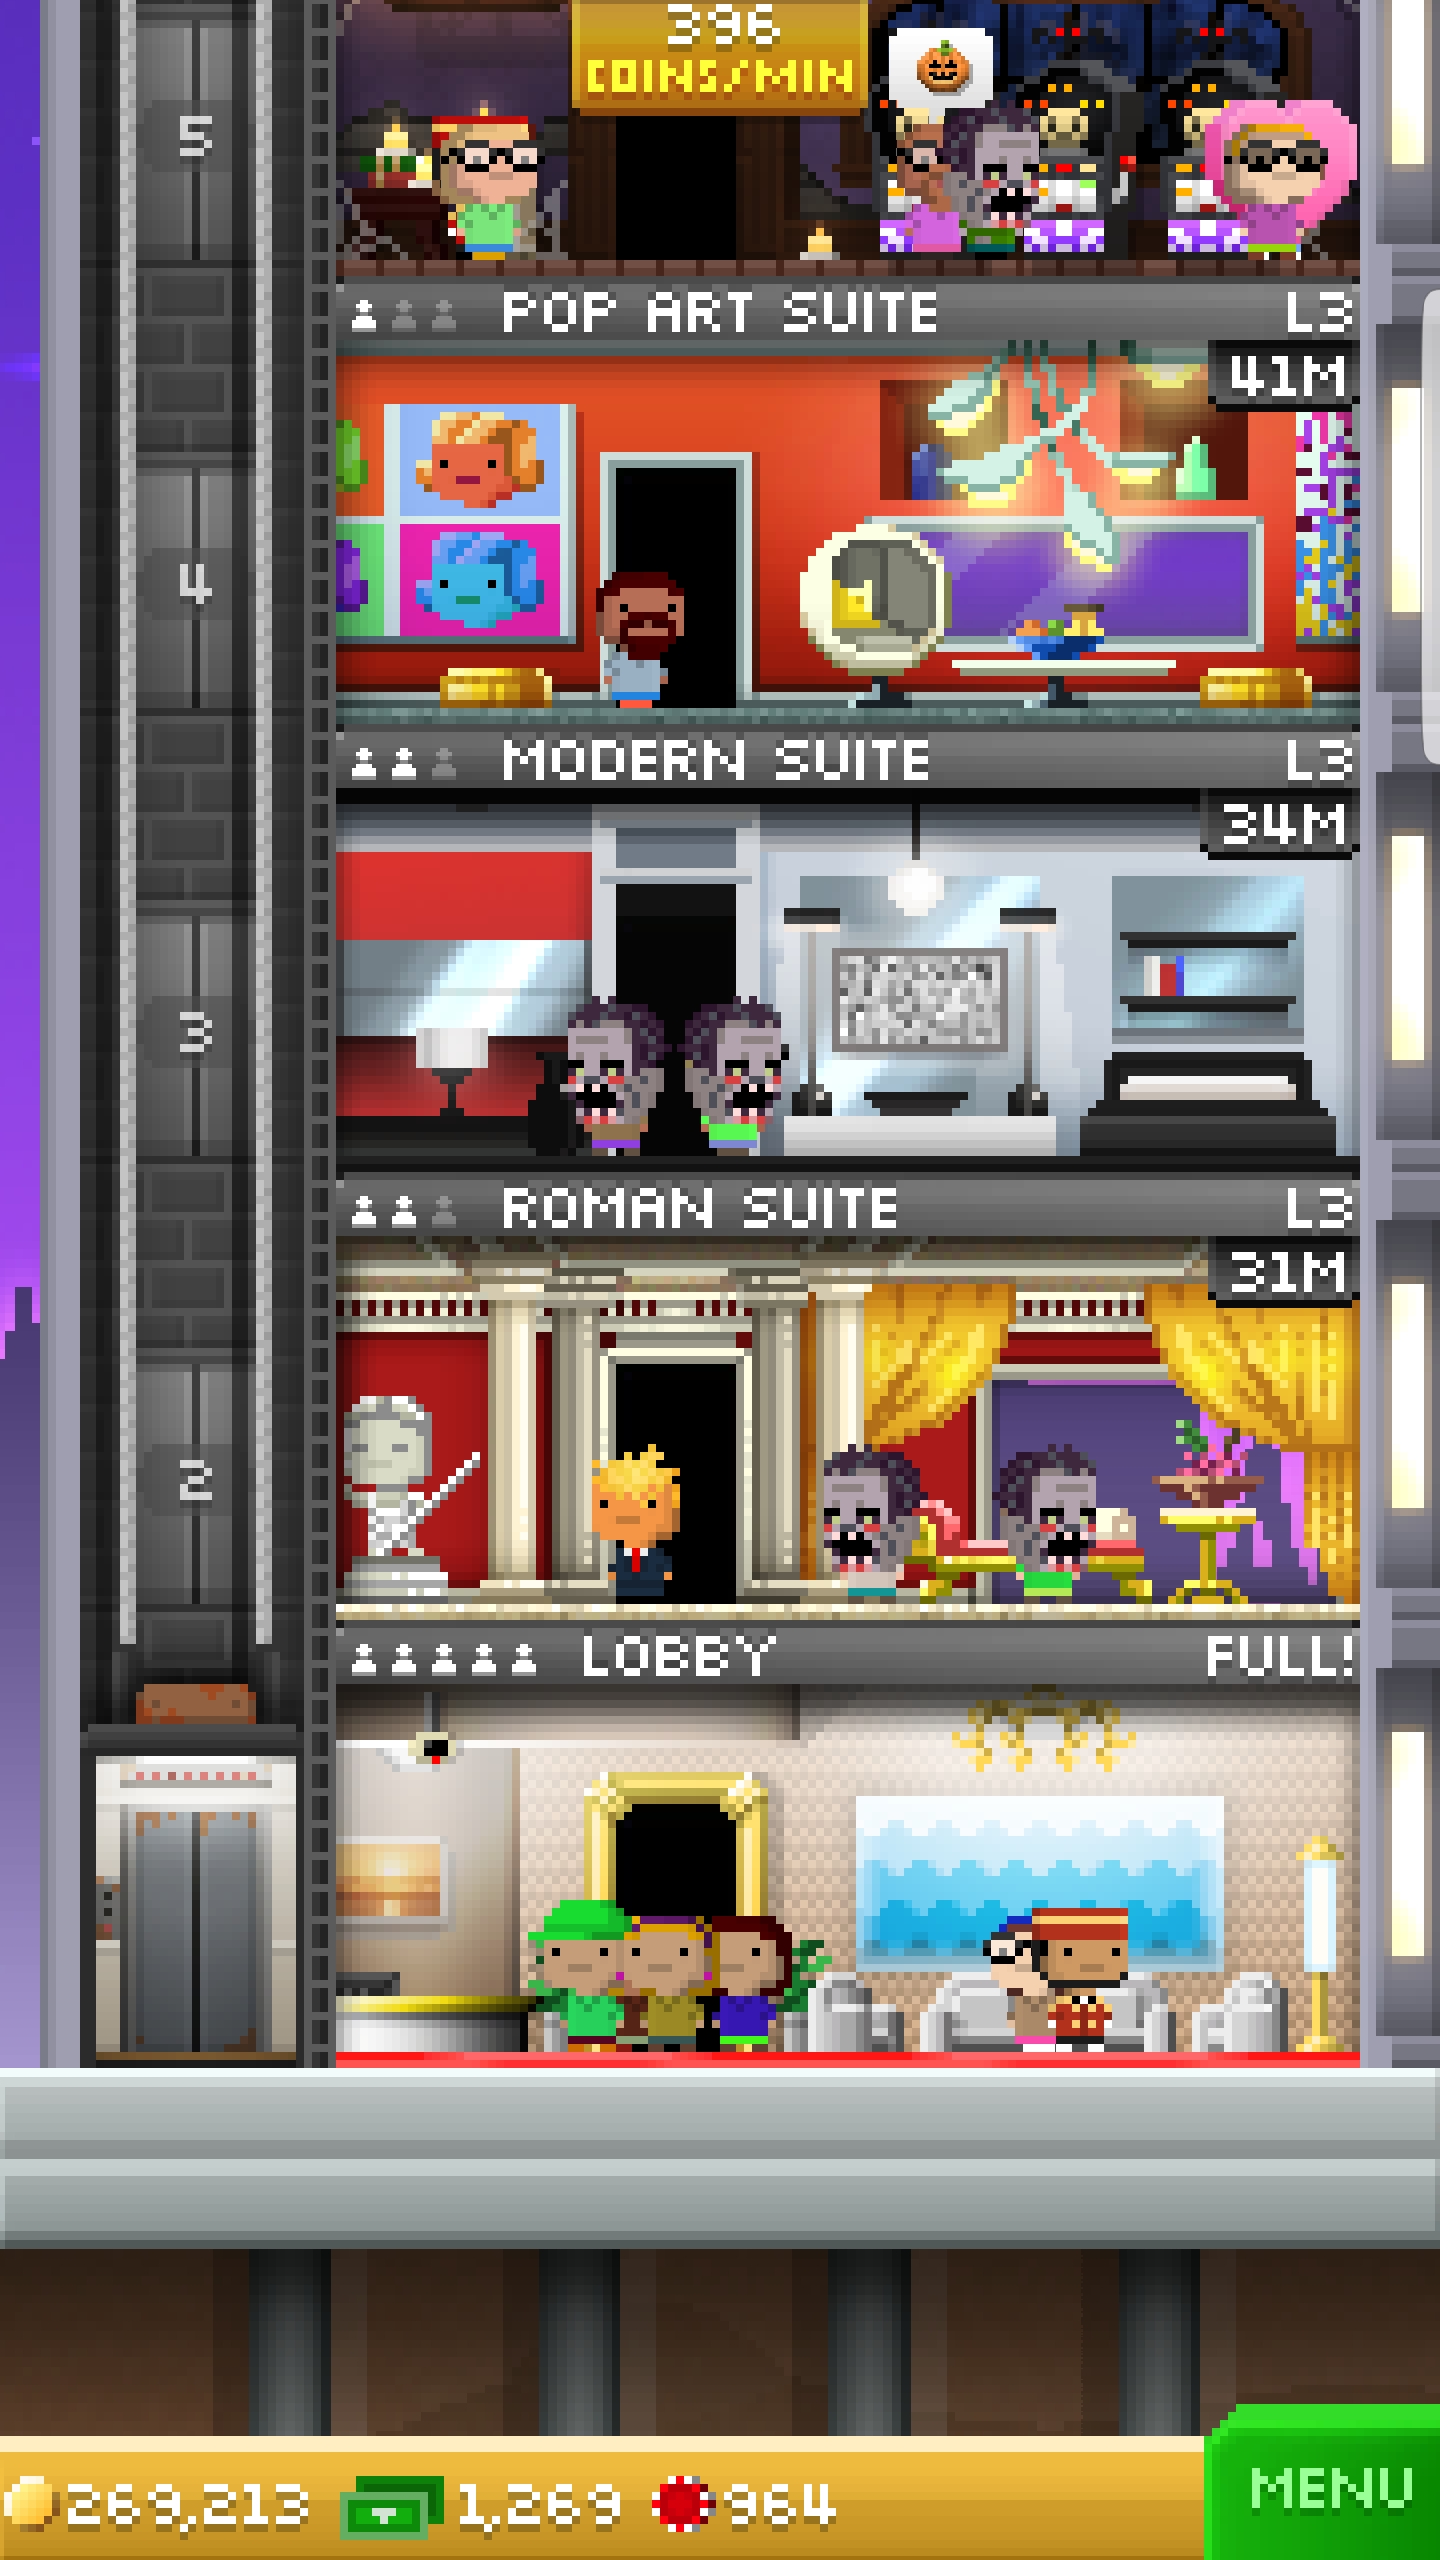 396
COINS/MIN
5
POP ART SUITE L3
41M
4
MODERN SUITE L3
34M
3
ROMAN SUITE L3
31M
2
LOBBY FULL!
269,213 1,269 964
MENU